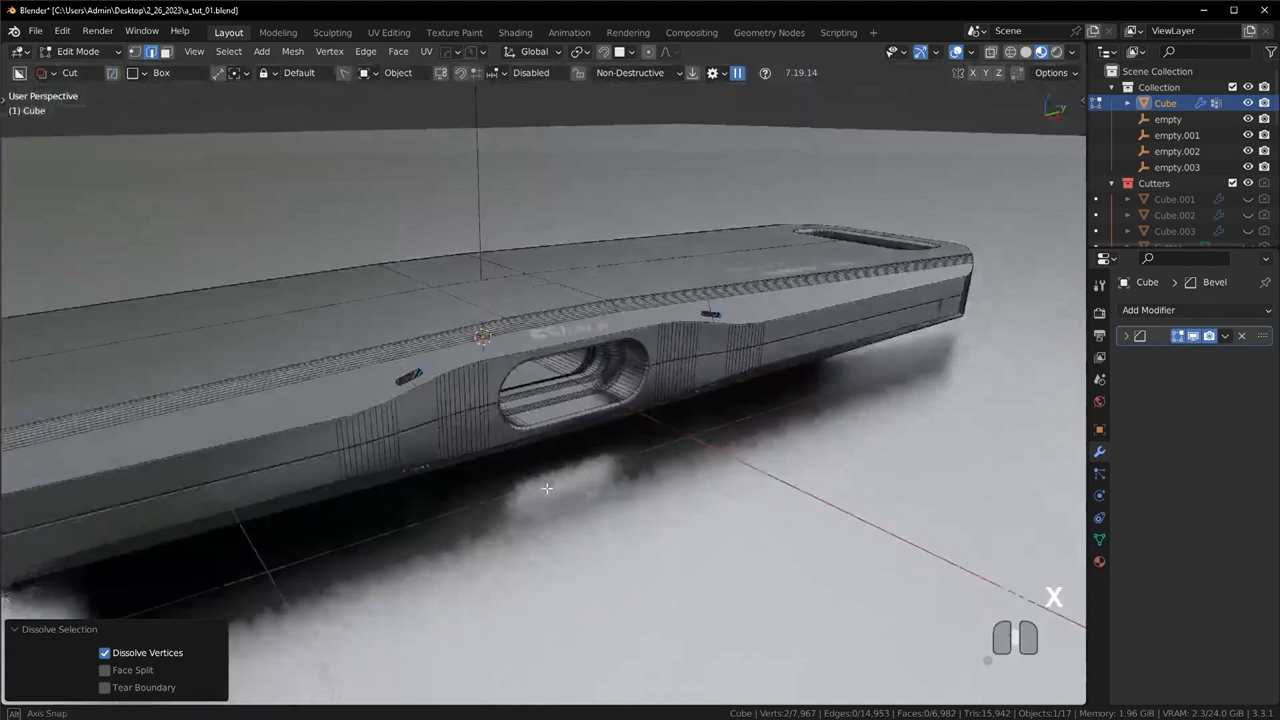 Blender* [C:\Users\Admin\Desktop\2_26_2023\a_tut_01.blend]
File Edit Render Window Help Layout Modeling Sculpting UV Editing Texture Paint Shading Animation Rendering Compositing Geometry Nodes Scripting Scene ViewLayer
Edit Mode View Select Add Mesh Vertex Edge Face UV Global
Cut Box Default Object Disabled Non-Destructive 7.19.14 X Y Z Options
User Perspective
(1) Cube
Scene Collection
Collection
Cube
empty
empty.001
empty.002
empty.003
Cutters
Cube.001
Cube.002
Cube.003
Cube Bevel
Add Modifier
X
Dissolve Selection
Dissolve Vertices
Face Split
Tear Boundary
Alt Axis Snap
Cube | Verts:2/7,967 | Edges:0/14,953 | Faces:0/6,982 | Tris:15,942 | Objects:1/17 | Memory: 1.96 GiB | VRAM: 2.3/24.0 GiB | 3.3.1